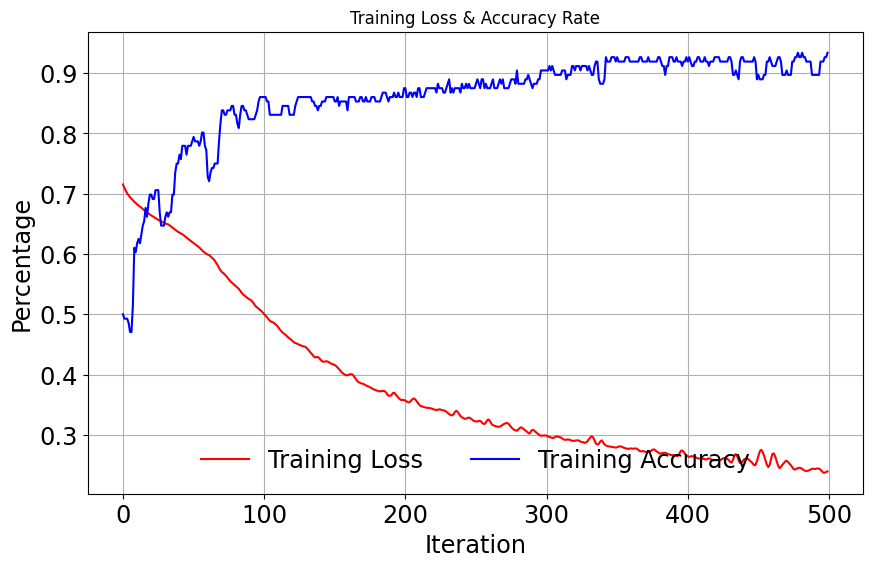 Training Loss & Accuracy Rate
Percentage
0.9
0.8
0.7
0.6
0.5
0.4
0.3
Training Loss
Training Accuracy
0
100
200
300
400
500
Iteration